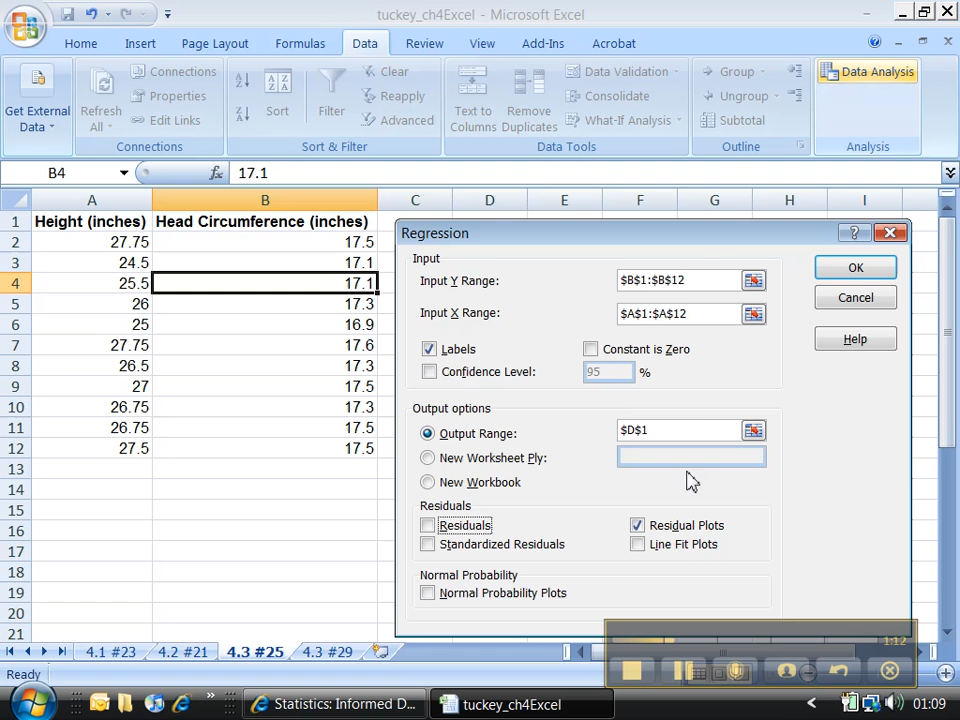 tuckey_ch4Excel - Microsoft Excel
Home Insert Page Layout Formulas Data Review View Add-Ins Acrobat
Get External Data
Refresh All
Connections
Properties
Edit Links
Connections
Sort
Filter
Clear
Reapply
Advanced
Sort & Filter
Text to Columns
Remove Duplicates
Data Validation
Consolidate
What-If Analysis
Data Tools
Group
Ungroup
Subtotal
Outline
Data Analysis
Analysis
B4 fx 17.1
A B C D E F G H I
1 Height (inches) Head Circumference (inches)
2 27.75 17.5
3 24.5 17.1
4 25.5 17.1
5 26 17.3
6 25 16.9
7 27.75 17.6
8 26.5 17.3
9 27 17.5
10 26.75 17.3
11 26.75 17.5
12 27.5 17.5
13
14
15
16
17
18
19
20
21
Regression
Input
Input Y Range: $B$1:$B$12
Input X Range: $A$1:$A$12
Labels Constant is Zero
Confidence Level: 95 %
Output options
Output Range: $D$1
New Worksheet Ply:
New Workbook
Residuals
Residuals Residual Plots
Standardized Residuals Line Fit Plots
Normal Probability
Normal Probability Plots
OK
Cancel
Help
1:12
4.1 #23 4.2 #21 4.3 #25 4.3 #29
Ready
Statistics: Informed D... tuckey_ch4Excel 01:09